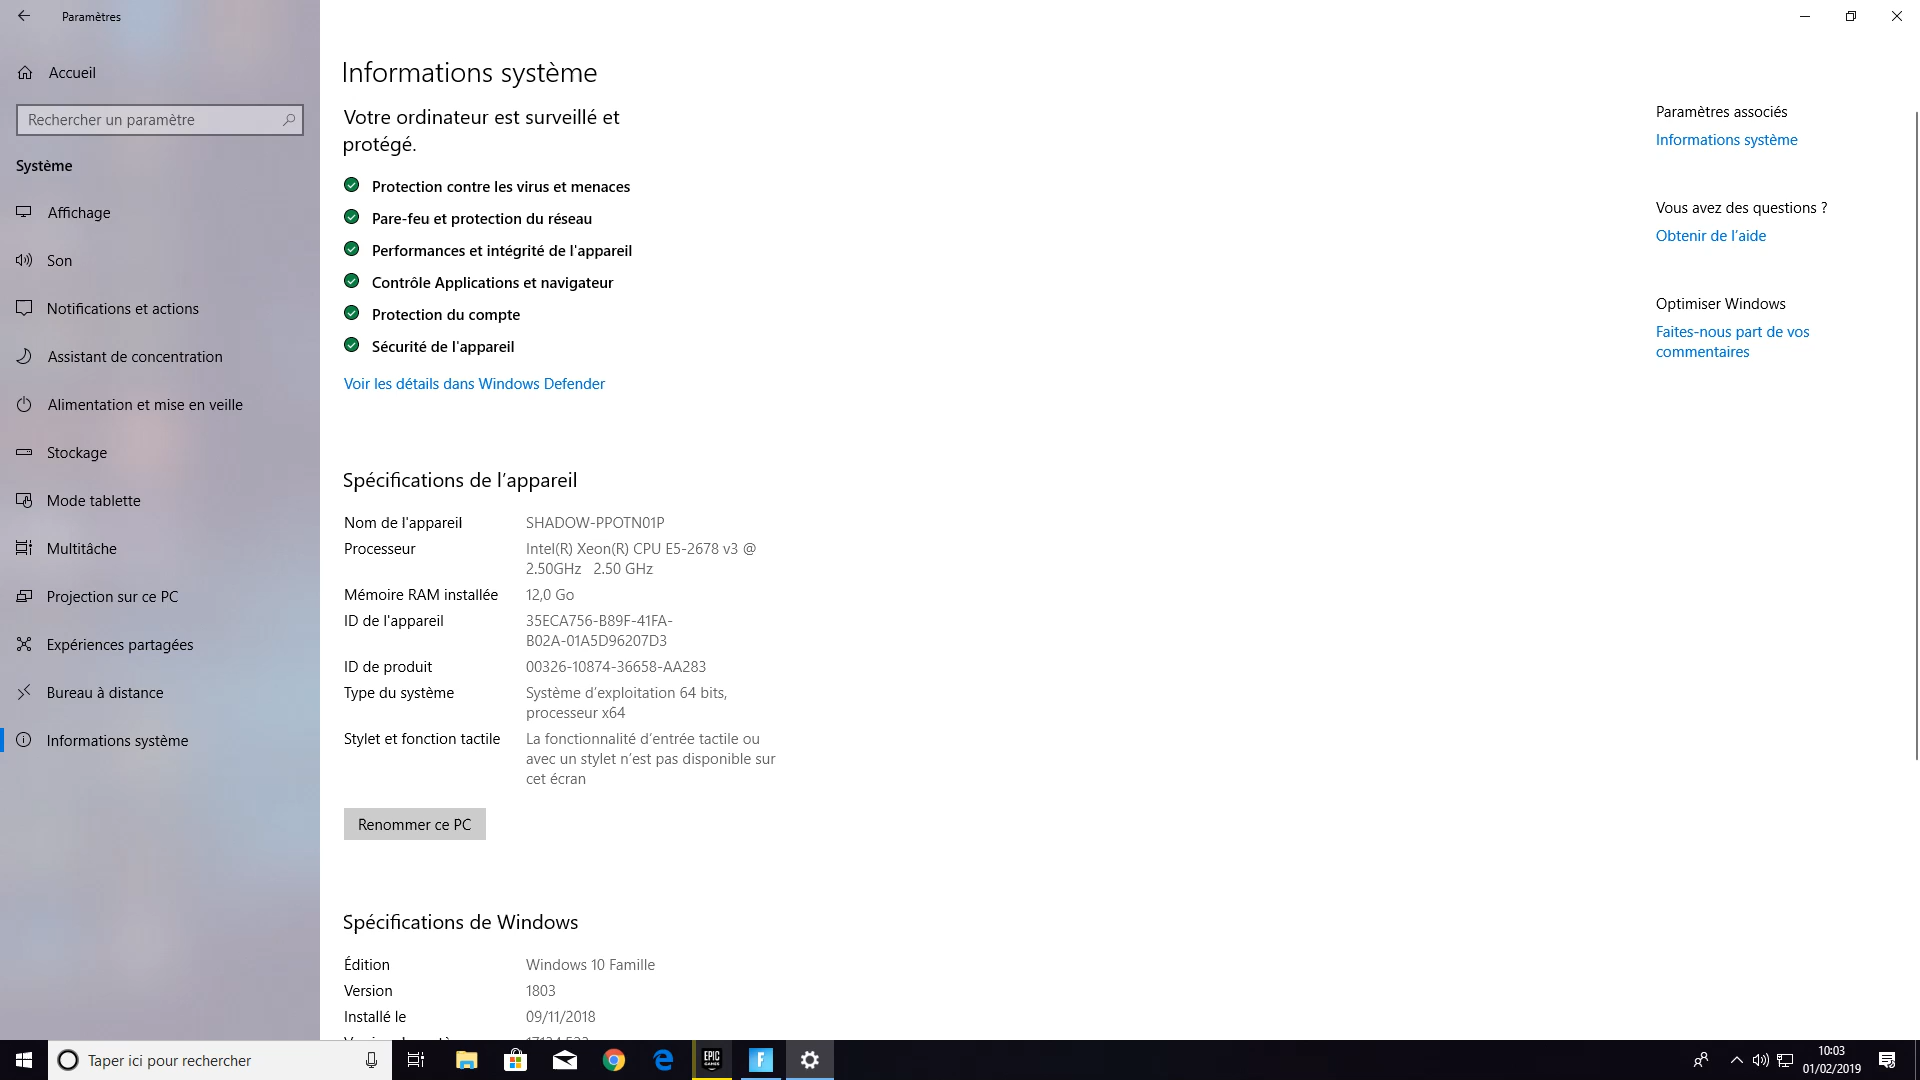 Paramètres
Accueil
Rechercher un paramètre
Système
Affichage
Son
Notifications et actions
Assistant de concentration
Alimentation et mise en veille
Stockage
Mode tablette
Multitâche
Projection sur ce PC
Expériences partagées
Bureau à distance
Informations système
Informations système
Votre ordinateur est surveillé et
protégé.
Protection contre les virus et menaces
Pare-feu et protection du réseau
Performances et intégrité de l'appareil
Contrôle Applications et navigateur
Protection du compte
Sécurité de l'appareil
Voir les détails dans Windows Defender
Spécifications de l’appareil
Nom de l'appareil SHADOW-PPOTN01P
Processeur Intel(R) Xeon(R) CPU E5-2678 v3 @
2.50GHz 2.50 GHz
Mémoire RAM installée 12,0 Go
ID de l'appareil 35ECA756-B89F-41FA-
B02A-01A5D96207D3
ID de produit 00326-10874-36658-AA283
Type du système Système d’exploitation 64 bits,
processeur x64
Stylet et fonction tactile La fonctionnalité d’entrée tactile ou
avec un stylet n’est pas disponible sur
cet écran
Renommer ce PC
Spécifications de Windows
Édition Windows 10 Famille
Version 1803
Installé le 09/11/2018
Paramètres associés
Informations système
Vous avez des questions ?
Obtenir de l’aide
Optimiser Windows
Faites-nous part de vos
commentaires
Taper ici pour rechercher
EPIC
GAMES
F
10:03
01/02/2019